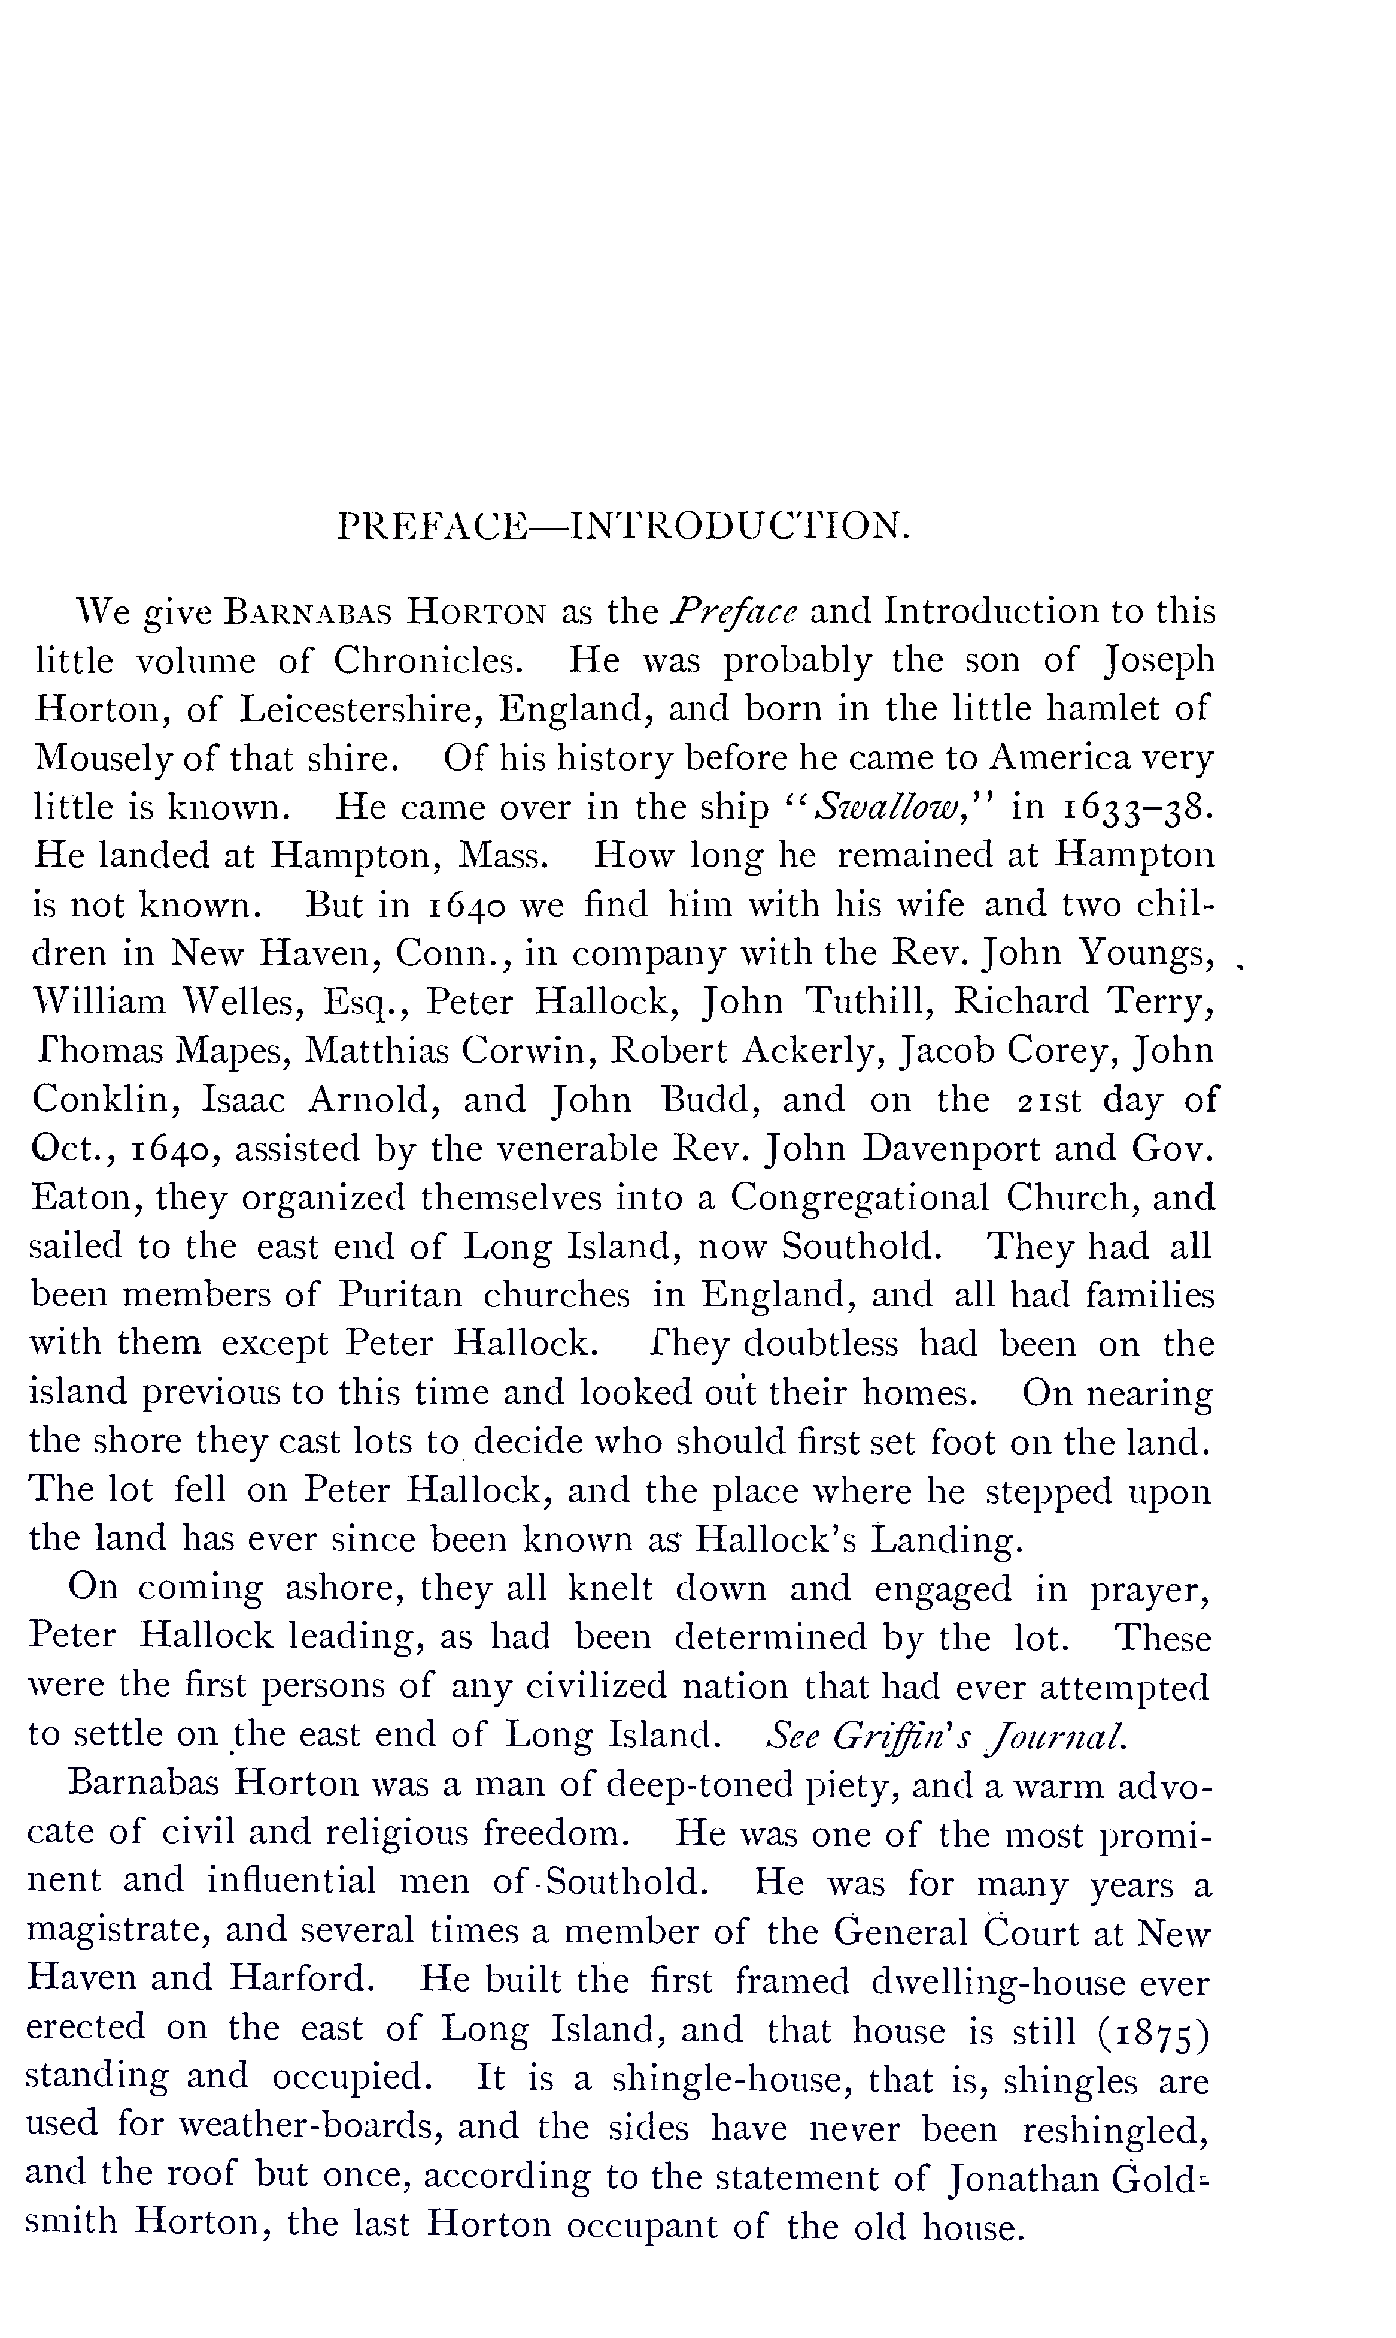 PREFACE—INTRODUCTION.
We give BARNABAS HORTON as the Preface and Introduction to this
little volume of Chronicles. He was probably the son of Joseph
Horton, of Leicestershire, England, and born in the little hamlet of
Mousely of that shire. Of his history before he came to America very
little is known. He came over in the ship "Swallow," in 1633–38.
He landed at Hampton, Mass. How long he remained at Hampton
is not known. But in 1640 we find him with his wife and two chil-
dren in New Haven, Conn., in company with the Rev. John Youngs,
William Welles, Esq., Peter Hallock, John Tuthill, Richard Terry,
Thomas Mapes, Matthias Corwin, Robert Ackerly, Jacob Corey, John
Conklin, Isaac Arnold, and John Budd, and on the 21st day of
Oct., 1640, assisted by the venerable Rev. John Davenport and Gov.
Eaton, they organized themselves into a Congregational Church, and
sailed to the east end of Long Island, now Southold. They had all
been members of Puritan churches in England, and all had families
with them except Peter Hallock. They doubtless had been on the
island previous to this time and looked out their homes. On nearing
the shore they cast lots to decide who should first set foot on the land.
The lot fell on Peter Hallock, and the place where he stepped upon
the land has ever since been known as Hallock's Landing.
On coming ashore, they all knelt down and engaged in prayer,
Peter Hallock leading, as had been determined by the lot. These
were the first persons of any civilized nation that had ever attempted
to settle on the east end of Long Island. See Griffin's Journal.
Barnabas Horton was a man of deep-toned piety, and a warm advo-
cate of civil and religious freedom. He was one of the most promi-
nent and influential men of Southold. He was for many years a
magistrate, and several times a member of the General Court at New
Haven and Harford. He built the first framed dwelling-house ever
erected on the east of Long Island, and that house is still (1875)
standing and occupied. It is a shingle-house, that is, shingles are
used for weather-boards, and the sides have never been reshingled,
and the roof but once, according to the statement of Jonathan Gold-
smith Horton, the last Horton occupant of the old house.